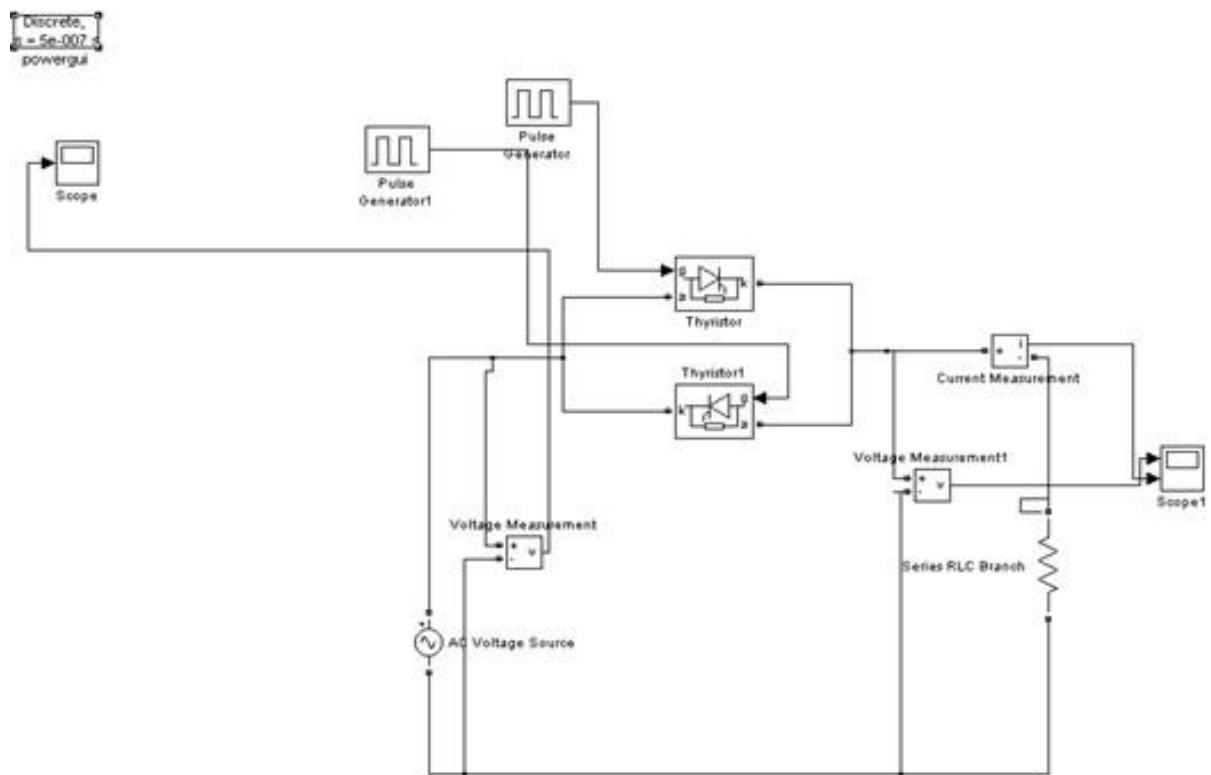 Discrete,
s = 5e-007 s
powergui
Pulse
Generator
Pulse
Generator1
Scope
g
a
k
Thyristor
Thyristor1
k
g
a
+
i
-
Current Measurement
Voltage Measurement1
+
-
v
Scope1
Voltage Measurement
+
-
v
Series RLC Branch
+
AC Voltage Source